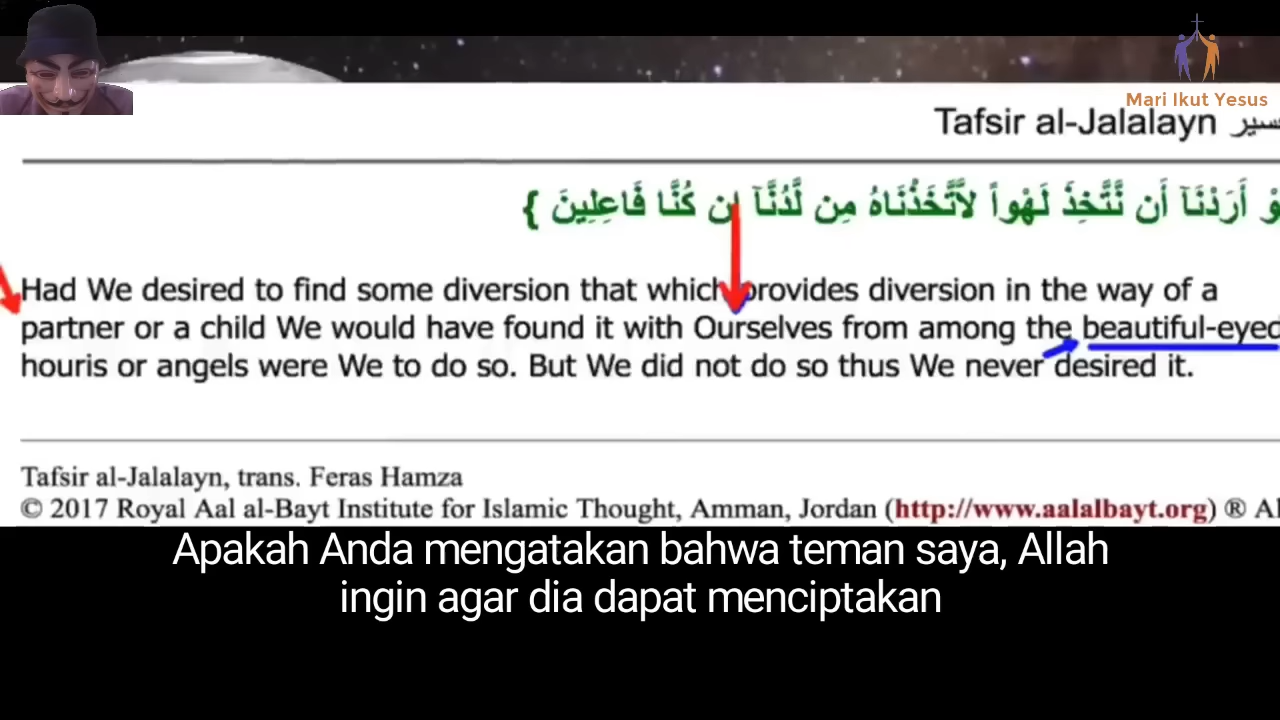 Mari Ikut Yesus
Tafsir al-Jalalayn
أَرَدْنَآ أَن نَّتَّخِذَ لَهْواً لاَّتَّخَذْنَاهُ مِن لَّدُنَّآ إِن كُنَّا فَاعِلِينَ }
Had We desired to find some diversion that which provides diversion in the way of a
partner or a child We would have found it with Ourselves from among the beautiful-eyed
houris or angels were We to do so. But We did not do so thus We never desired it.
Tafsir al-Jalalayn, trans. Feras Hamza
© 2017 Royal Aal al-Bayt Institute for Islamic Thought, Amman, Jordan (http://www.aalalbayt.org) ®
Apakah Anda mengatakan bahwa teman saya, Allah
ingin agar dia dapat menciptakan